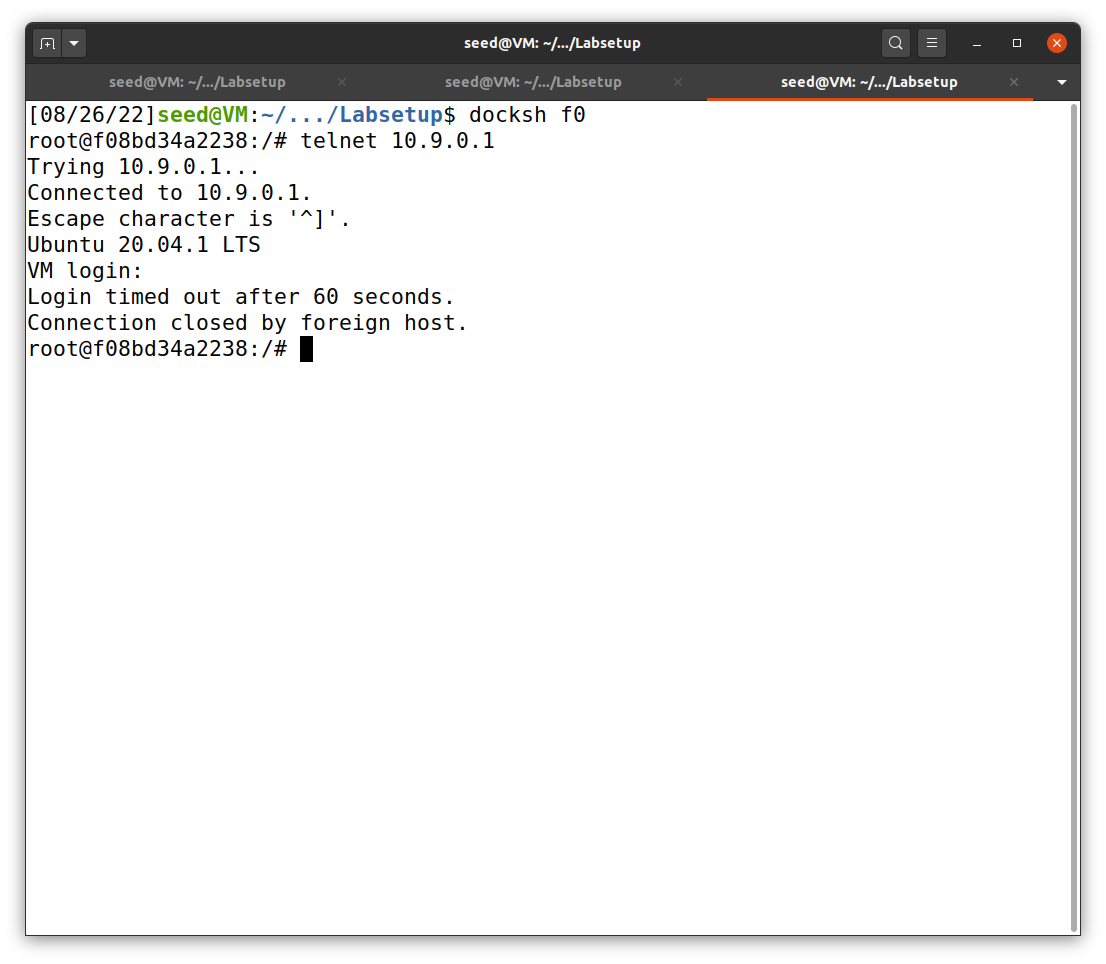 seed@VM: ~/.../Labsetup
seed@VM: ~/.../Labsetup
seed@VM: ~/.../Labsetup
seed@VM: ~/.../Labsetup
[08/26/22]seed@VM:~/.../Labsetup$ docksh f0
root@f08bd34a2238:/# telnet 10.9.0.1
Trying 10.9.0.1...
Connected to 10.9.0.1.
Escape character is '^]'.
Ubuntu 20.04.1 LTS
VM login:
Login timed out after 60 seconds.
Connection closed by foreign host.
root@f08bd34a2238:/#